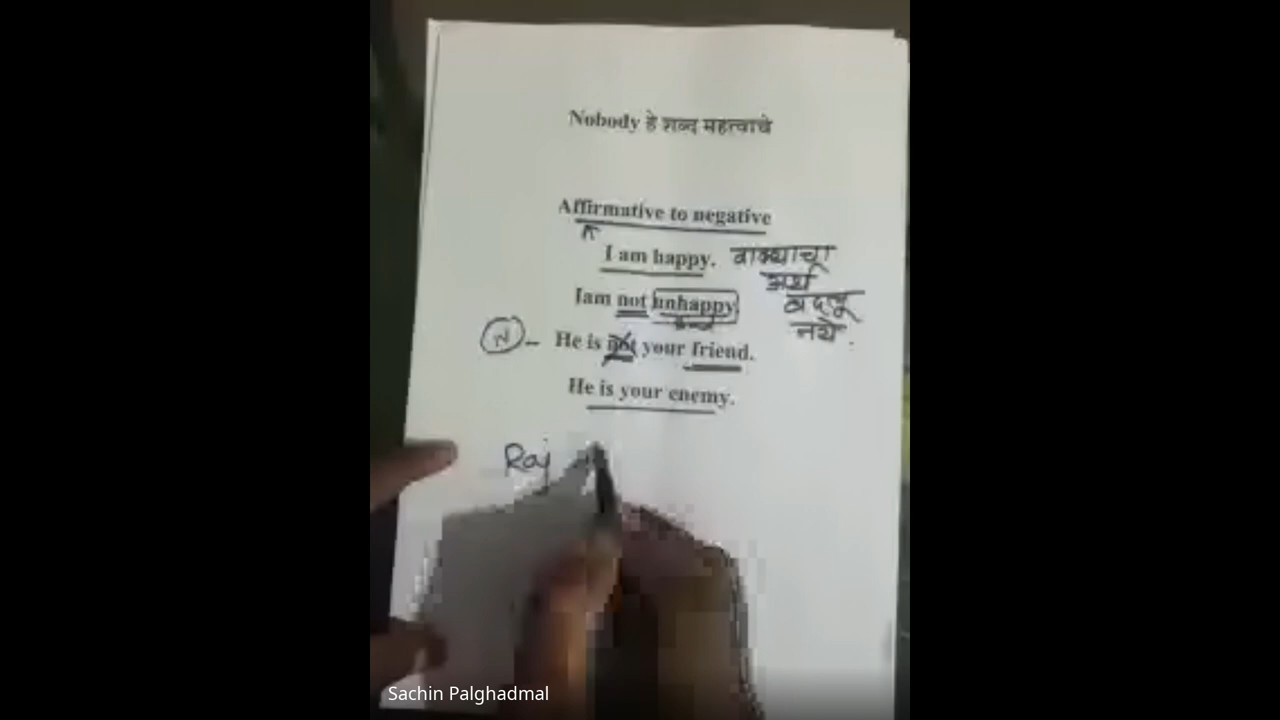 Nobody हे शब्द महत्वाचे
Affirmative to negative
I am happy. वाक्याचा
अर्थ
Iam not unhappy बदलू
नये.
N - He is not your friend.
He is your enemy.
Raj
Sachin Palghadmal